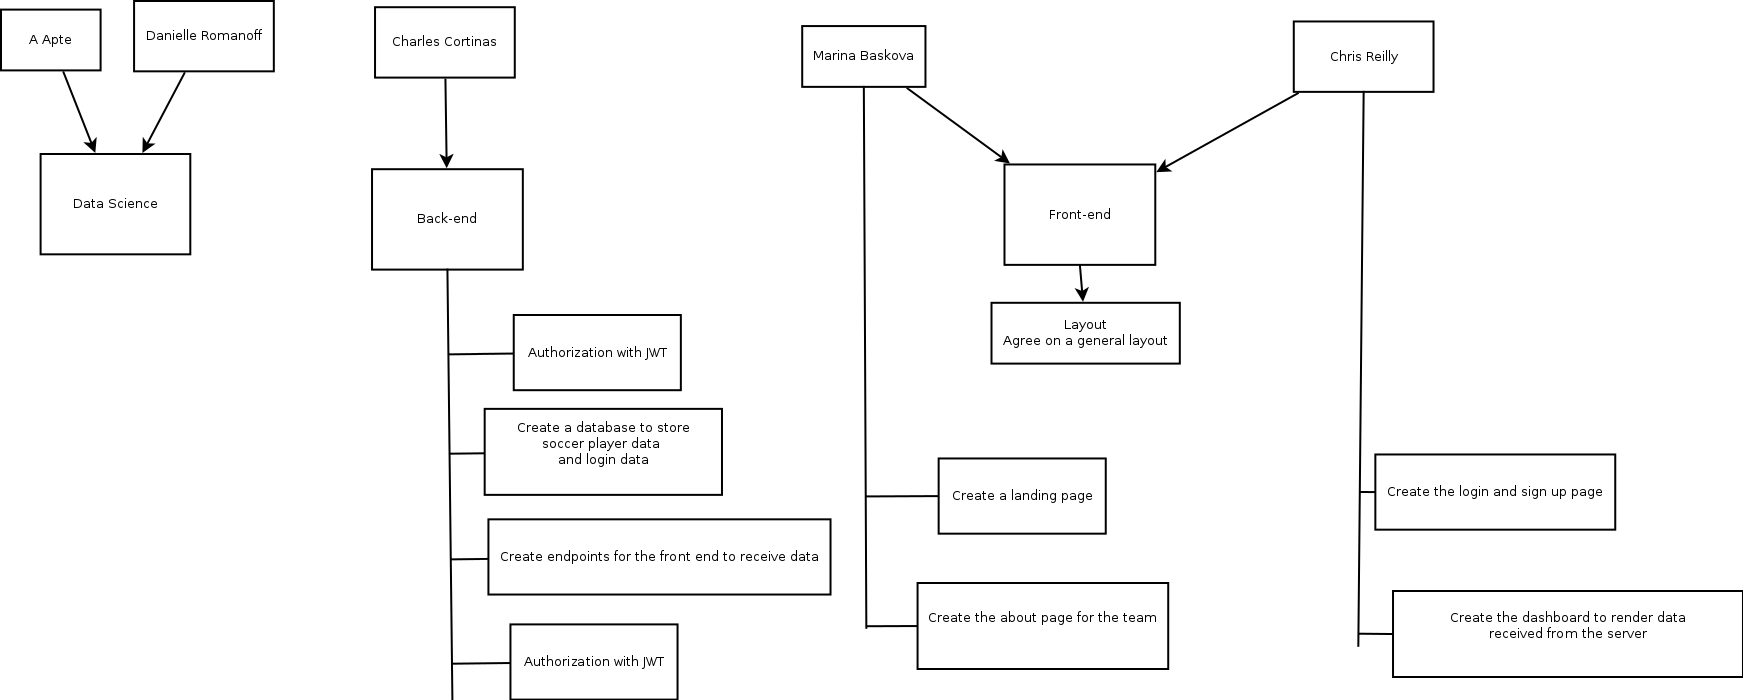 A Apte
Danielle Romanoff
Charles Cortinas
Marina Baskova
Chris Reilly
Data Science
Back-end
Front-end
Layout
Agree on a general layout
Authorization with JWT
Create a database to store
soccer player data
and login data
Create endpoints for the front end to receive data
Authorization with JWT
Create a landing page
Create the about page for the team
Create the login and sign up page
Create the dashboard to render data
received from the server